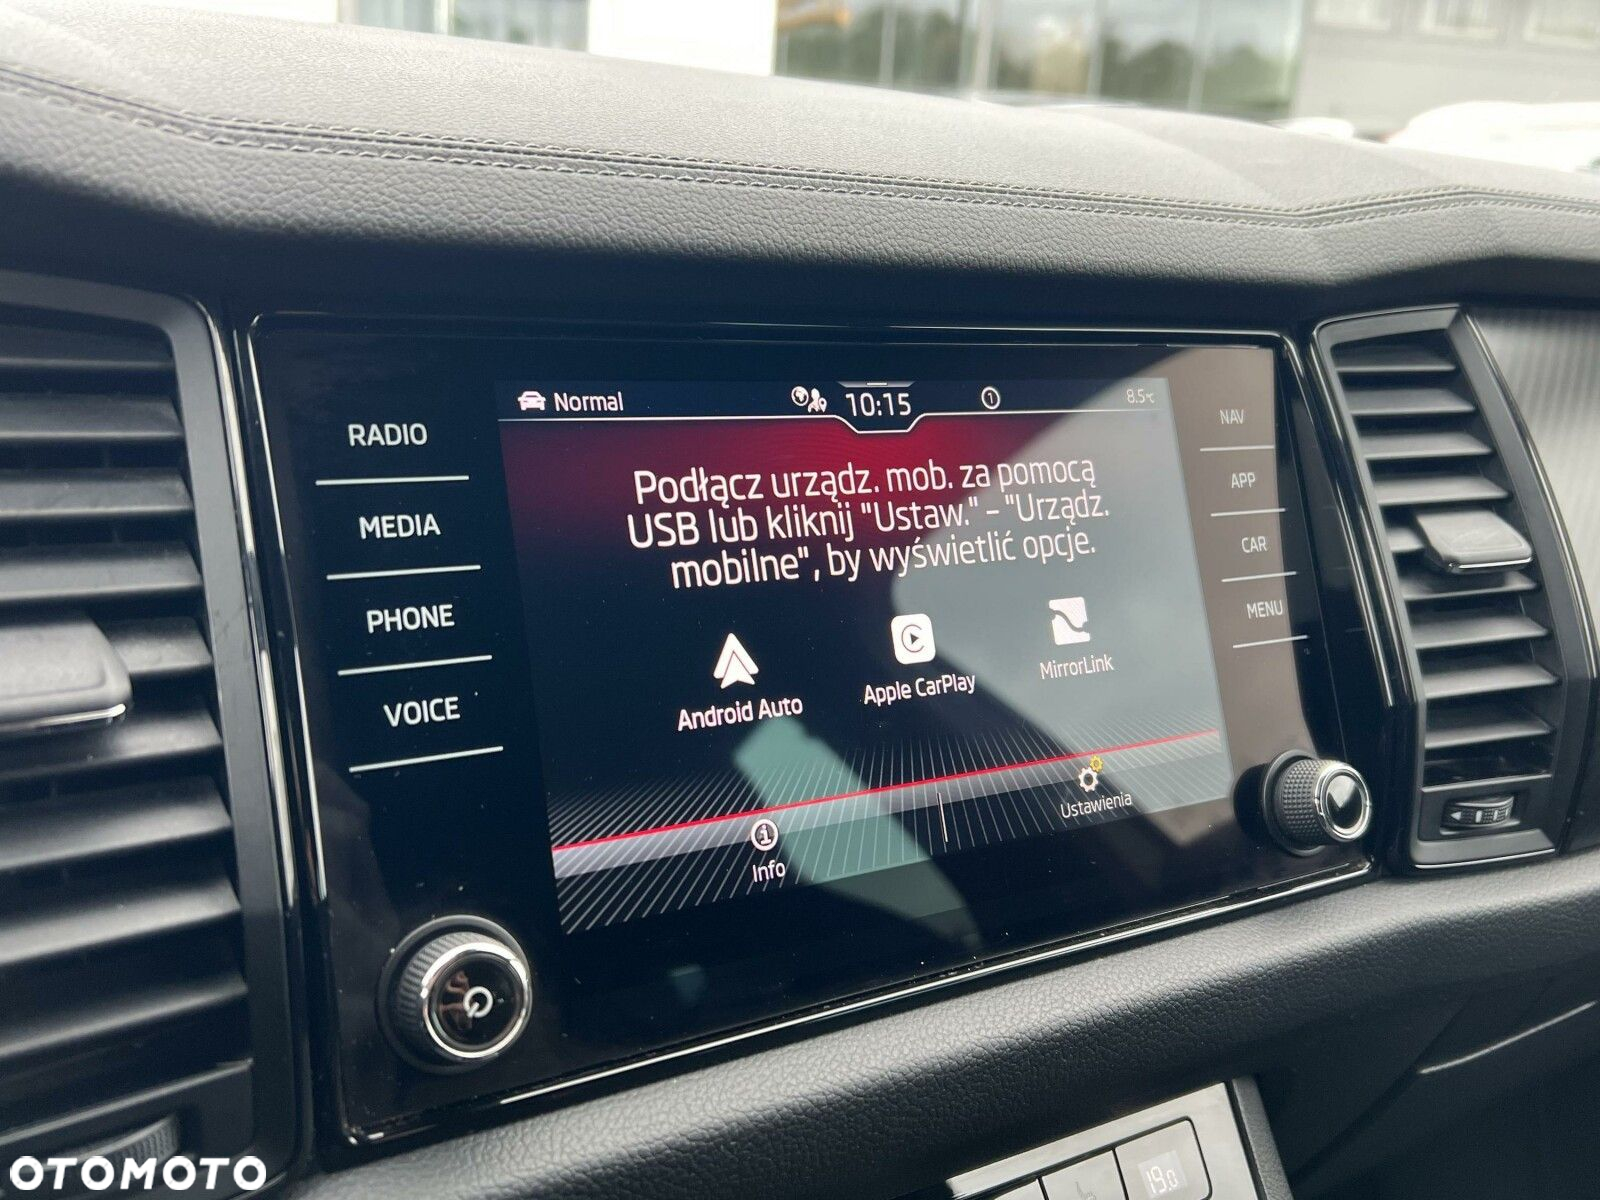 Normal
10:15
1
8.5°C
RADIO
MEDIA
PHONE
VOICE
Podłącz urządz. mob. za pomocą
USB lub kliknij "Ustaw." - "Urządz.
mobilne", by wyświetlić opcje.
Android Auto
Apple CarPlay
MirrorLink
Info
Ustawienia
NAV
APP
CAR
MENU
19.0
OTOMOTO